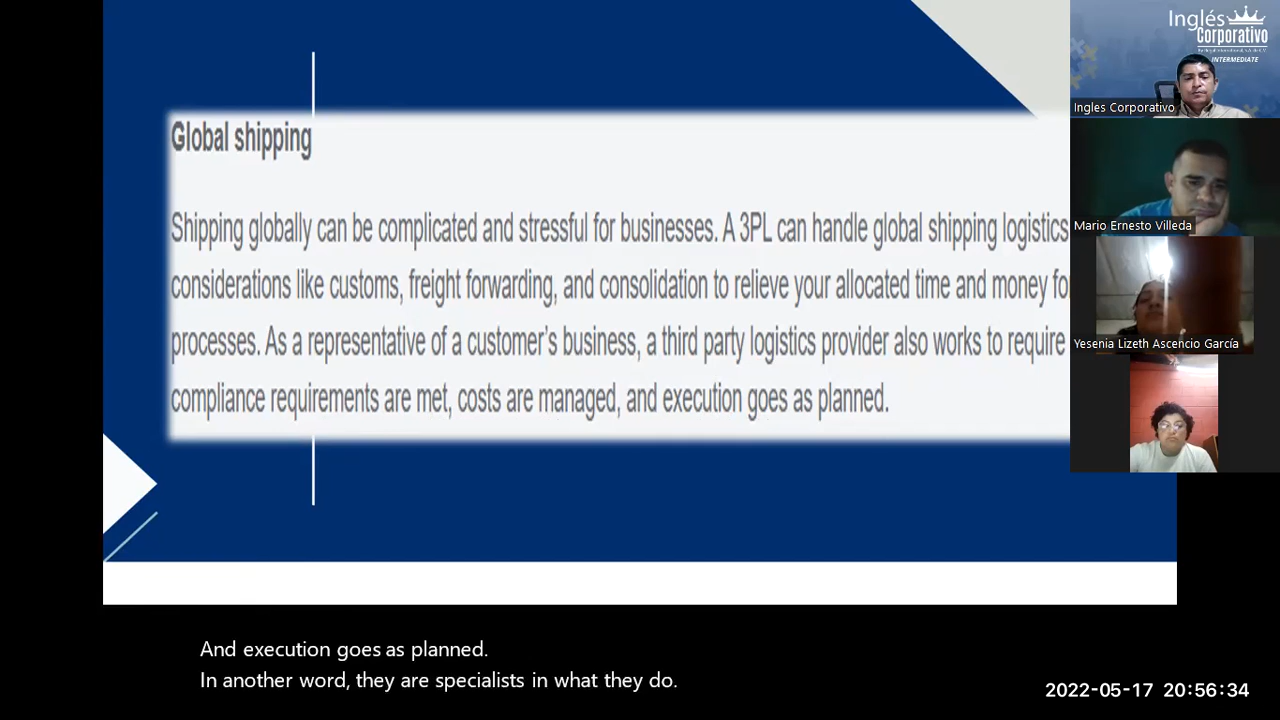 Global shipping
Shipping globally can be complicated and stressful for businesses. A 3PL can handle global shipping logistics
considerations like customs, freight forwarding, and consolidation to relieve your allocated time and money fo
processes. As a representative of a customer's business, a third party logistics provider also works to require
compliance requirements are met, costs are managed, and execution goes as planned.
Inglés
Corporativo
INTERMEDIATE
Ingles Corporativo
Mario Ernesto Villeda
Yesenia Lizeth Ascencio García
And execution goes as planned.
In another word, they are specialists in what they do.
2022-05-17 20:56:34